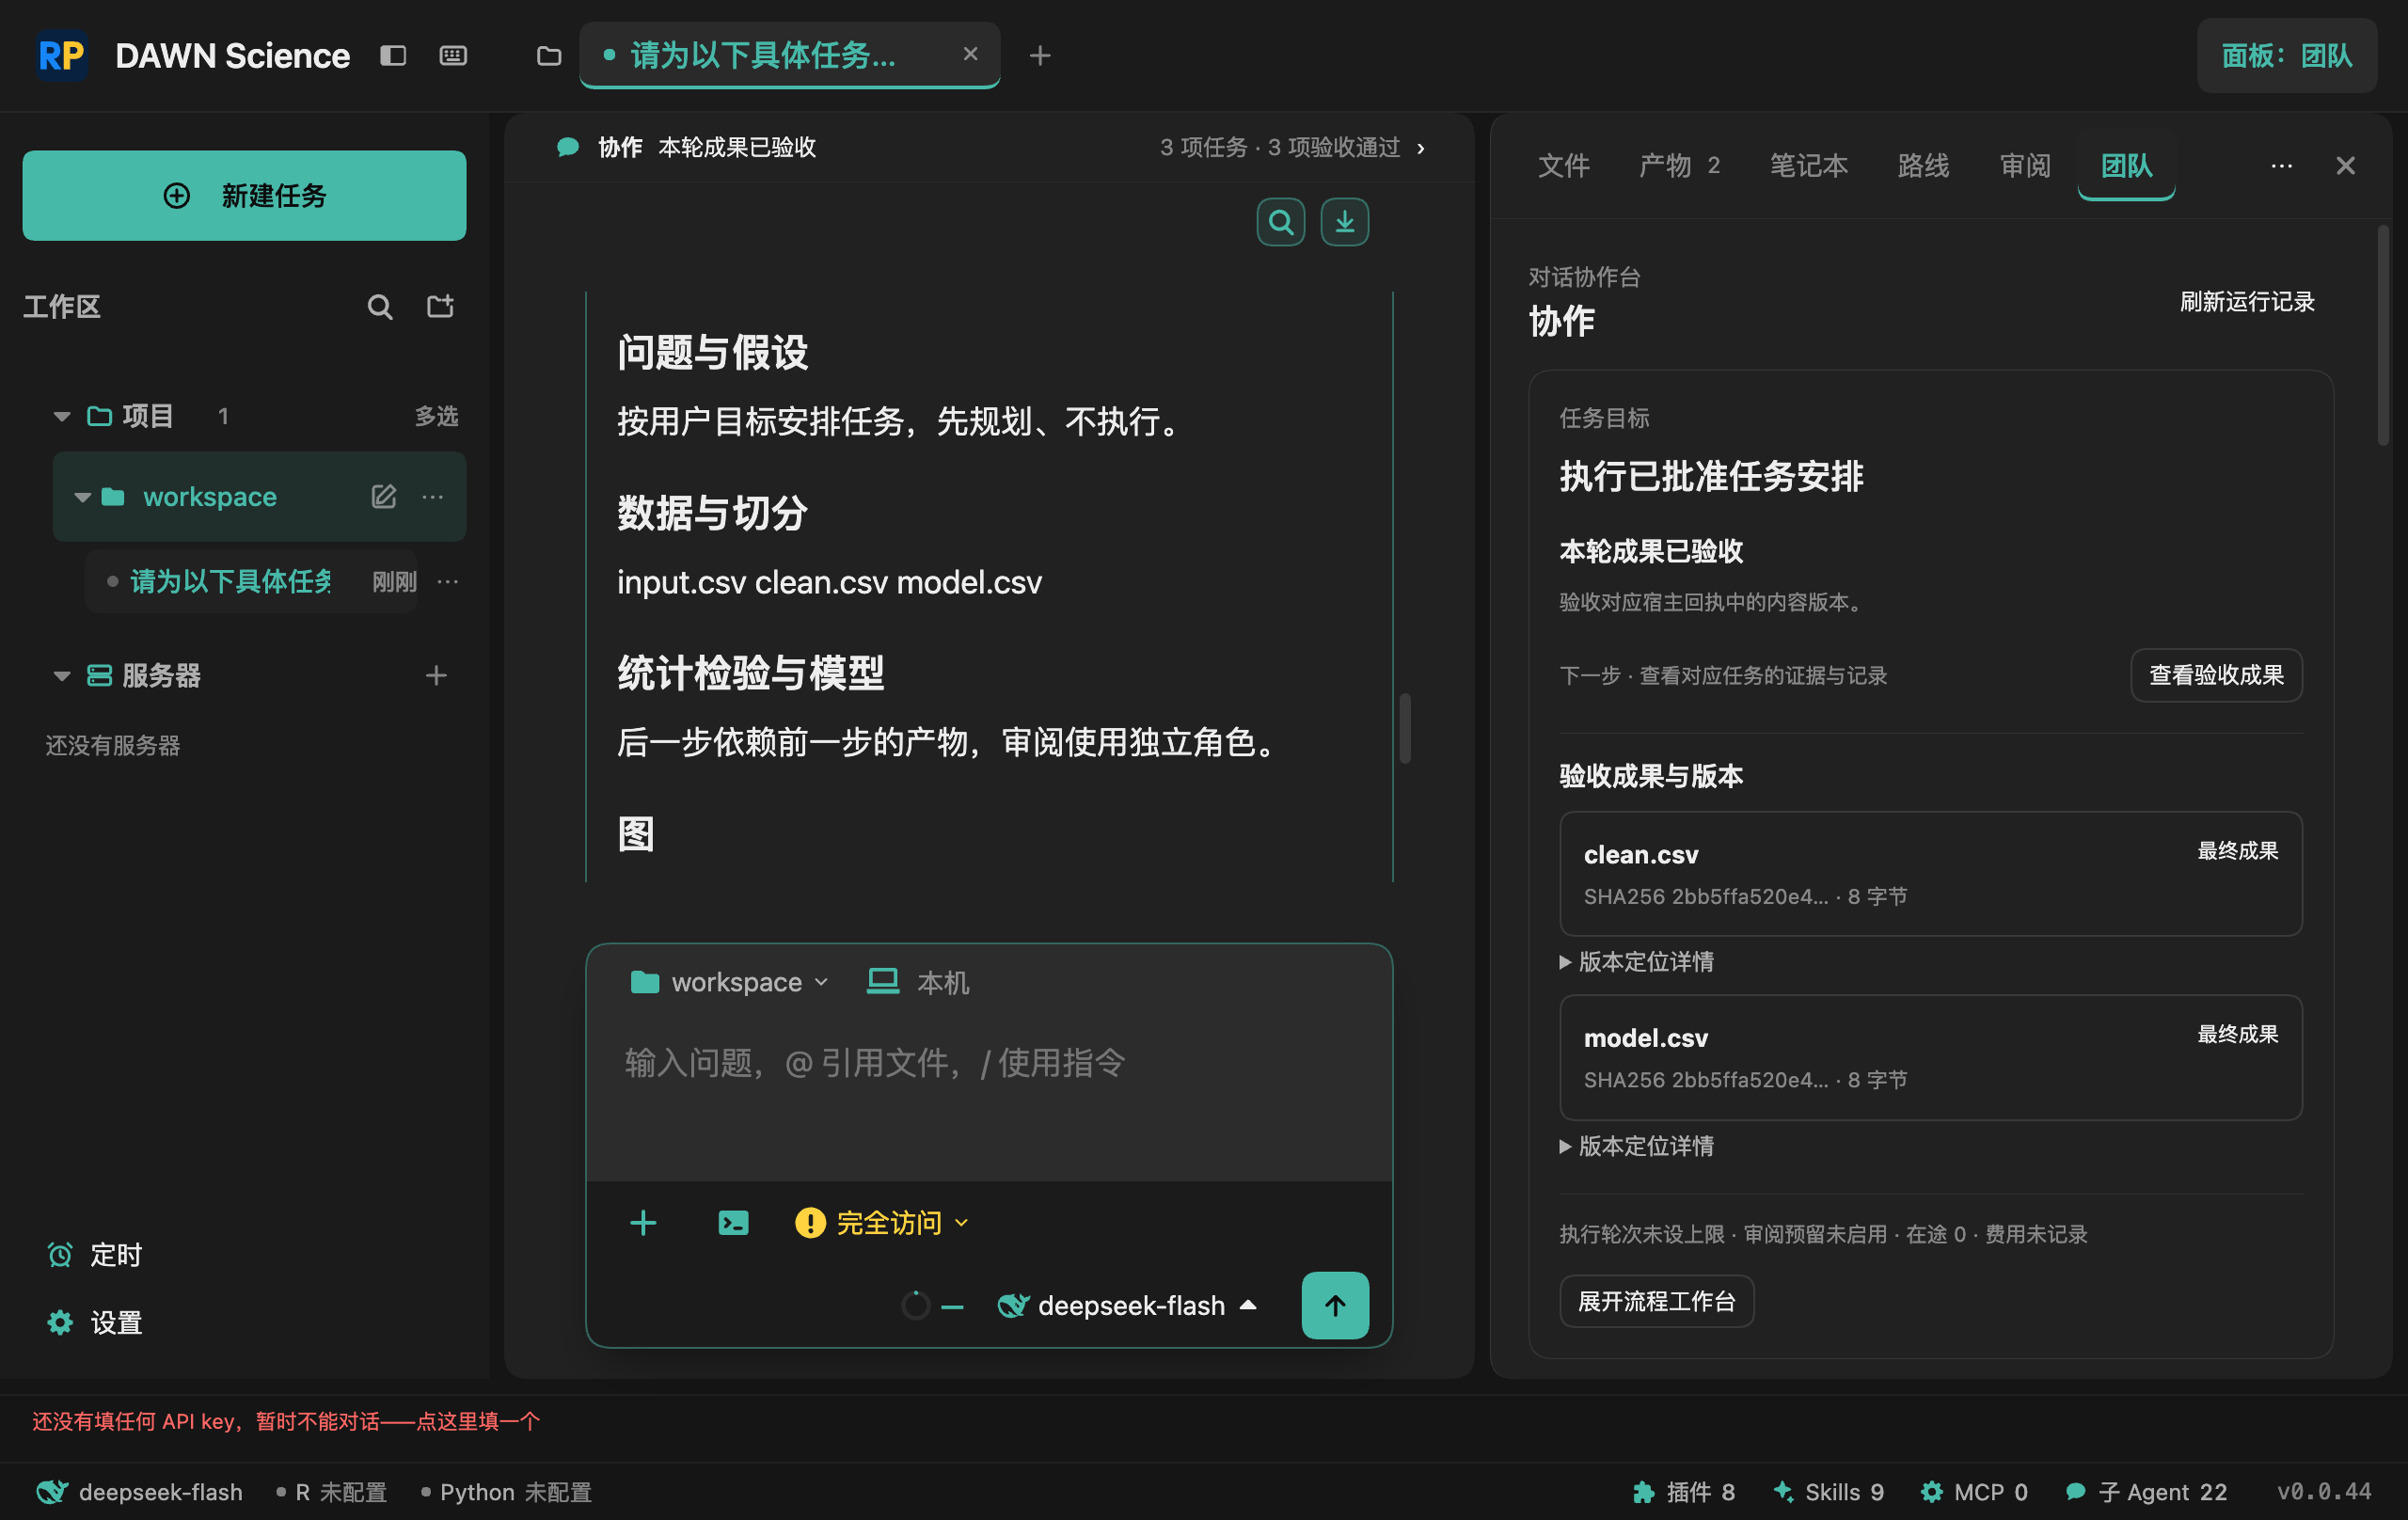 RP DAWN Science
请为以下具体任务...
面板：团队
新建任务
工作区
项目 1 多选
workspace
请为以下具体任务 刚刚
服务器
还没有服务器
定时
设置
协作 本轮成果已验收 3 项任务 · 3 项验收通过
问题与假设
按用户目标安排任务，先规划、不执行。
数据与切分
input.csv clean.csv model.csv
统计检验与模型
后一步依赖前一步的产物，审阅使用独立角色。
图
workspace 本机
输入问题，@ 引用文件，/ 使用指令
完全访问
deepseek-flash
文件 产物 2 笔记本 路线 审阅 团队
对话协作台
协作
刷新运行记录
任务目标
执行已批准任务安排
本轮成果已验收
验收对应宿主回执中的内容版本。
下一步 · 查看对应任务的证据与记录
查看验收成果
验收成果与版本
clean.csv 最终成果
SHA256 2bb5ffa520e4... · 8 字节
版本定位详情
model.csv 最终成果
SHA256 2bb5ffa520e4... · 8 字节
版本定位详情
执行轮次未设上限 · 审阅预留未启用 · 在途 0 · 费用未记录
展开流程工作台
还没有填任何 API key，暂时不能对话——点这里填一个
deepseek-flash R 未配置 Python 未配置 插件 8 Skills 9 MCP 0 子 Agent 22 v0.0.44